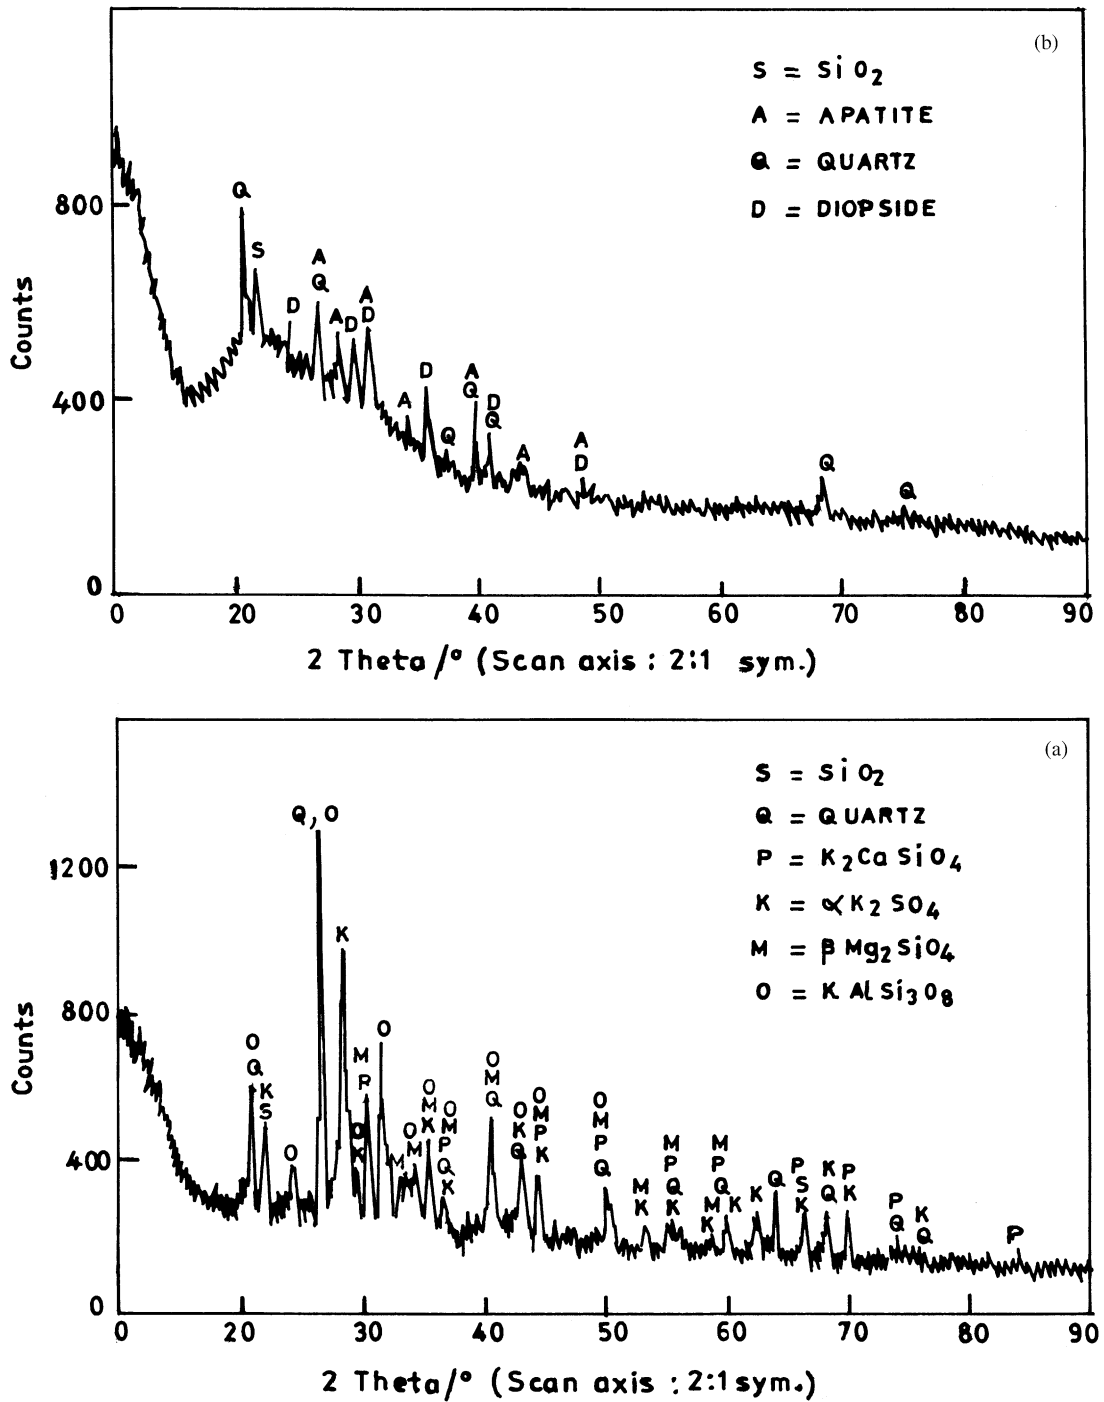 (b)
S = SiO2
A = APATITE
Q = QUARTZ
D = DIOPSIDE
Q
S
D
A
Q
A
D
A
D
A
D
Q
A
Q
D
Q
A
A
D
Q
Q
800
400
0
Counts
0 20 30 40 50 60 70 80 90
2 Theta/° (Scan axis : 2:1 sym.)
(a)
S = SiO2
Q = QUARTZ
P = K2CaSiO4
K = αK2SO4
M = βMg2SiO4
O = KAlSi3O8
O
Q
K
S
O
Q, O
K
O
K
M
P
O
M
O
M
O
M
K
O
M
P
Q
K
O
M
Q
O
K
Q
O
M
P
K
O
M
P
Q
M
K
M
P
Q
K
M
K
M
P
Q
K
K
Q
P
S
K
K
Q
P
K
P
Q
K
Q
P
1200
800
400
0
Counts
0 20 30 40 50 60 70 80 90
2 Theta/° (Scan axis : 2:1 sym.)